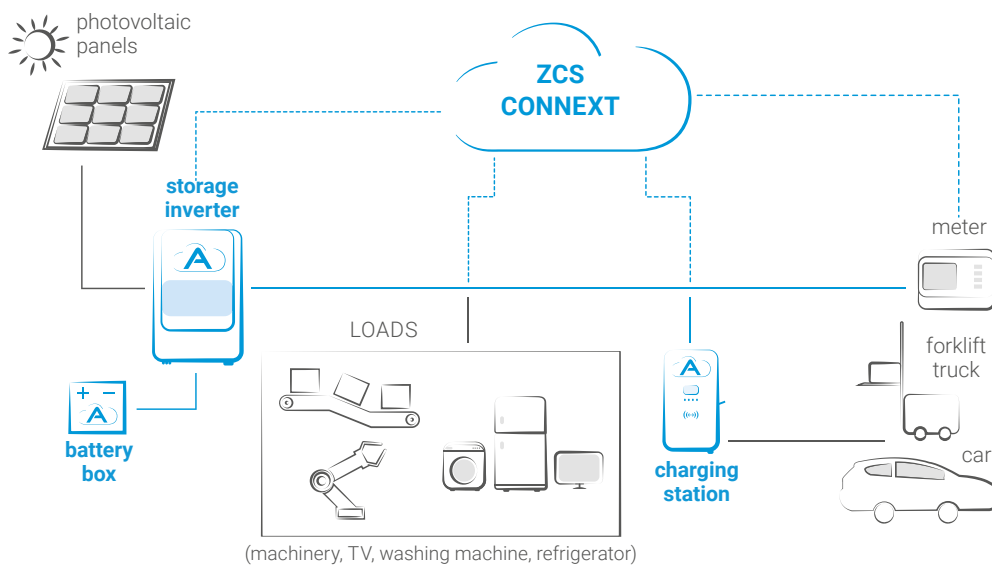 photovoltaic
panels
ZCS
CONNEXT
storage
inverter
meter
A
LOADS
forklift
truck
A
+ −
A
battery
box
car
charging
station
(machinery, TV, washing machine, refrigerator)